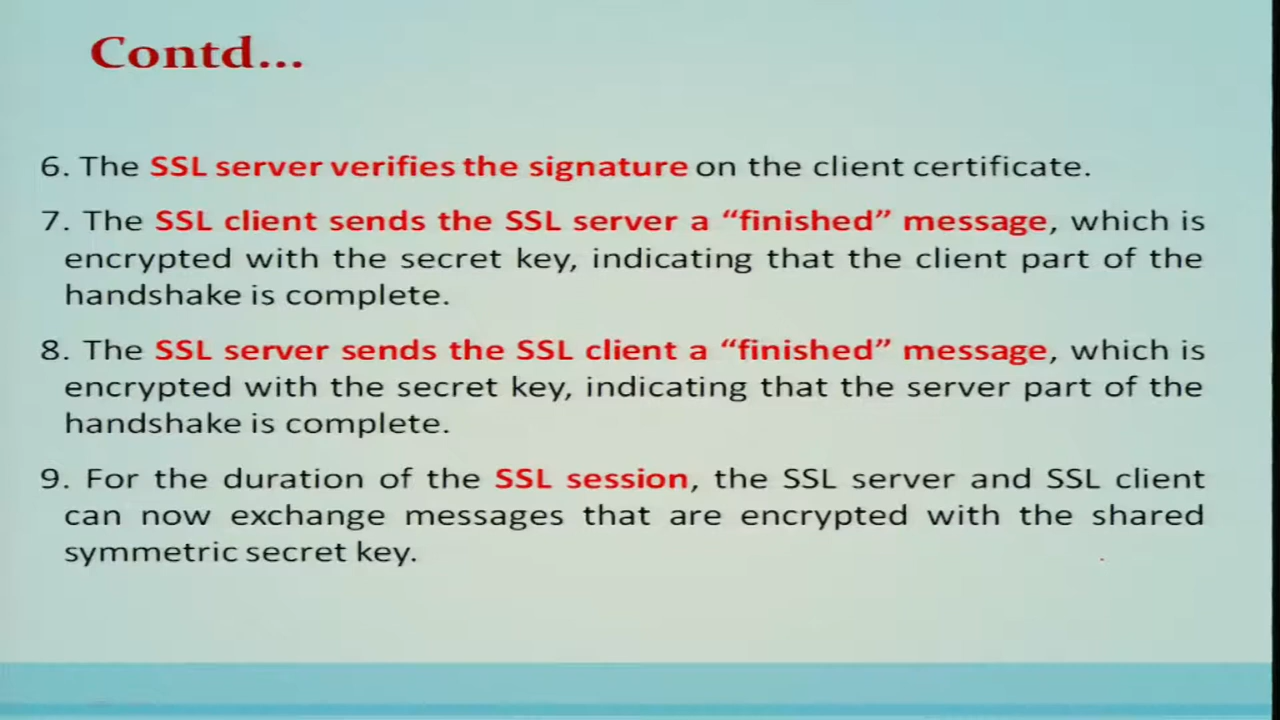 Contd...
6. The SSL server verifies the signature on the client certificate.
7. The SSL client sends the SSL server a “finished” message, which is
encrypted with the secret key, indicating that the client part of the
handshake is complete.
8. The SSL server sends the SSL client a “finished” message, which is
encrypted with the secret key, indicating that the server part of the
handshake is complete.
9. For the duration of the SSL session, the SSL server and SSL client
can now exchange messages that are encrypted with the shared
symmetric secret key.